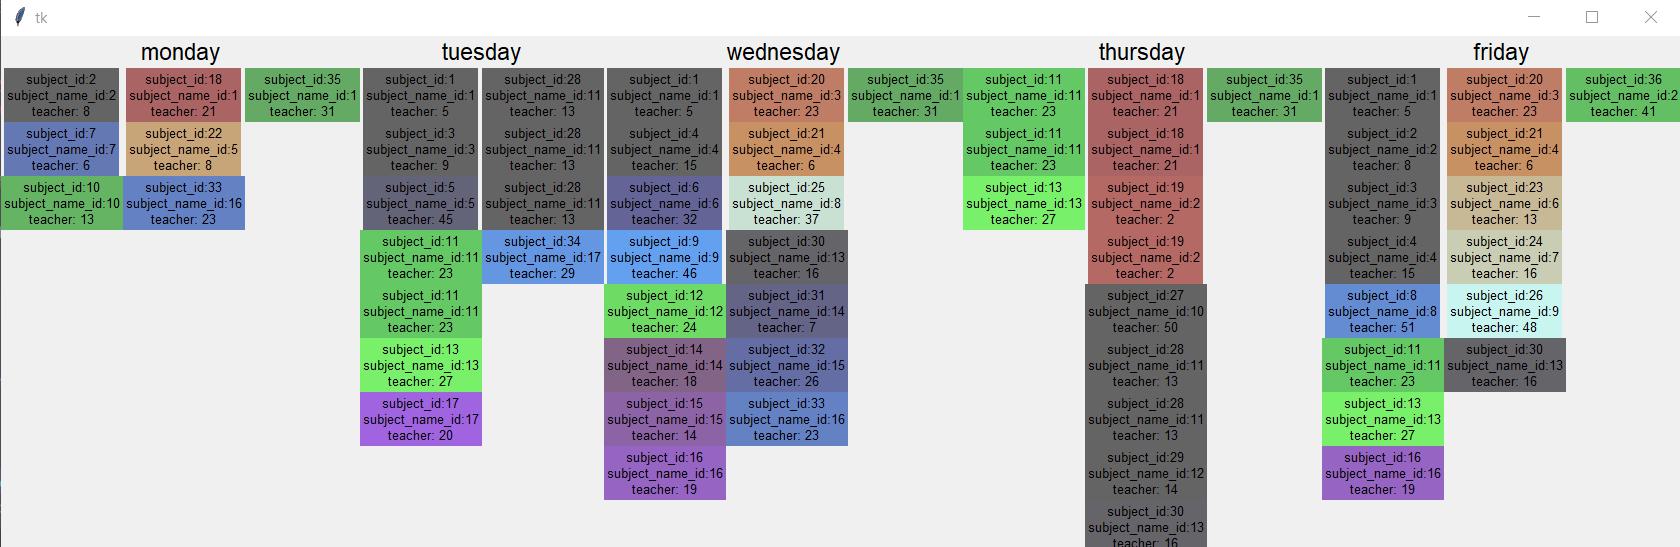 tk
monday
tuesday
wednesday
thursday
friday
subject_id:2
subject_name_id:2
teacher: 8
subject_id:7
subject_name_id:7
teacher: 6
subject_id:10
subject_name_id:10
teacher: 13
subject_id:18
subject_name_id:1
teacher: 21
subject_id:22
subject_name_id:5
teacher: 8
subject_id:33
subject_name_id:16
teacher: 23
subject_id:35
subject_name_id:1
teacher: 31
subject_id:1
subject_name_id:1
teacher: 5
subject_id:3
subject_name_id:3
teacher: 9
subject_id:5
subject_name_id:5
teacher: 45
subject_id:11
subject_name_id:11
teacher: 23
subject_id:11
subject_name_id:11
teacher: 23
subject_id:13
subject_name_id:13
teacher: 27
subject_id:17
subject_name_id:17
teacher: 20
subject_id:28
subject_name_id:11
teacher: 13
subject_id:28
subject_name_id:11
teacher: 13
subject_id:28
subject_name_id:11
teacher: 13
subject_id:34
subject_name_id:17
teacher: 29
subject_id:1
subject_name_id:1
teacher: 5
subject_id:4
subject_name_id:4
teacher: 15
subject_id:6
subject_name_id:6
teacher: 32
subject_id:9
subject_name_id:9
teacher: 46
subject_id:12
subject_name_id:12
teacher: 24
subject_id:14
subject_name_id:14
teacher: 18
subject_id:15
subject_name_id:15
teacher: 14
subject_id:16
subject_name_id:16
teacher: 19
subject_id:20
subject_name_id:3
teacher: 23
subject_id:21
subject_name_id:4
teacher: 6
subject_id:25
subject_name_id:8
teacher: 37
subject_id:30
subject_name_id:13
teacher: 16
subject_id:31
subject_name_id:14
teacher: 7
subject_id:32
subject_name_id:15
teacher: 26
subject_id:33
subject_name_id:16
teacher: 23
subject_id:35
subject_name_id:1
teacher: 31
subject_id:11
subject_name_id:11
teacher: 23
subject_id:11
subject_name_id:11
teacher: 23
subject_id:13
subject_name_id:13
teacher: 27
subject_id:18
subject_name_id:1
teacher: 21
subject_id:18
subject_name_id:1
teacher: 21
subject_id:19
subject_name_id:2
teacher: 2
subject_id:19
subject_name_id:2
teacher: 2
subject_id:27
subject_name_id:10
teacher: 50
subject_id:28
subject_name_id:11
teacher: 13
subject_id:28
subject_name_id:11
teacher: 13
subject_id:29
subject_name_id:12
teacher: 14
subject_id:30
subject_name_id:13
teacher: 16
subject_id:35
subject_name_id:1
teacher: 31
subject_id:1
subject_name_id:1
teacher: 5
subject_id:2
subject_name_id:2
teacher: 8
subject_id:3
subject_name_id:3
teacher: 9
subject_id:4
subject_name_id:4
teacher: 15
subject_id:8
subject_name_id:8
teacher: 51
subject_id:11
subject_name_id:11
teacher: 23
subject_id:13
subject_name_id:13
teacher: 27
subject_id:16
subject_name_id:16
teacher: 19
subject_id:20
subject_name_id:3
teacher: 23
subject_id:21
subject_name_id:4
teacher: 6
subject_id:23
subject_name_id:6
teacher: 13
subject_id:24
subject_name_id:7
teacher: 16
subject_id:26
subject_name_id:9
teacher: 48
subject_id:30
subject_name_id:13
teacher: 16
subject_id:36
subject_name_id:2
teacher: 41